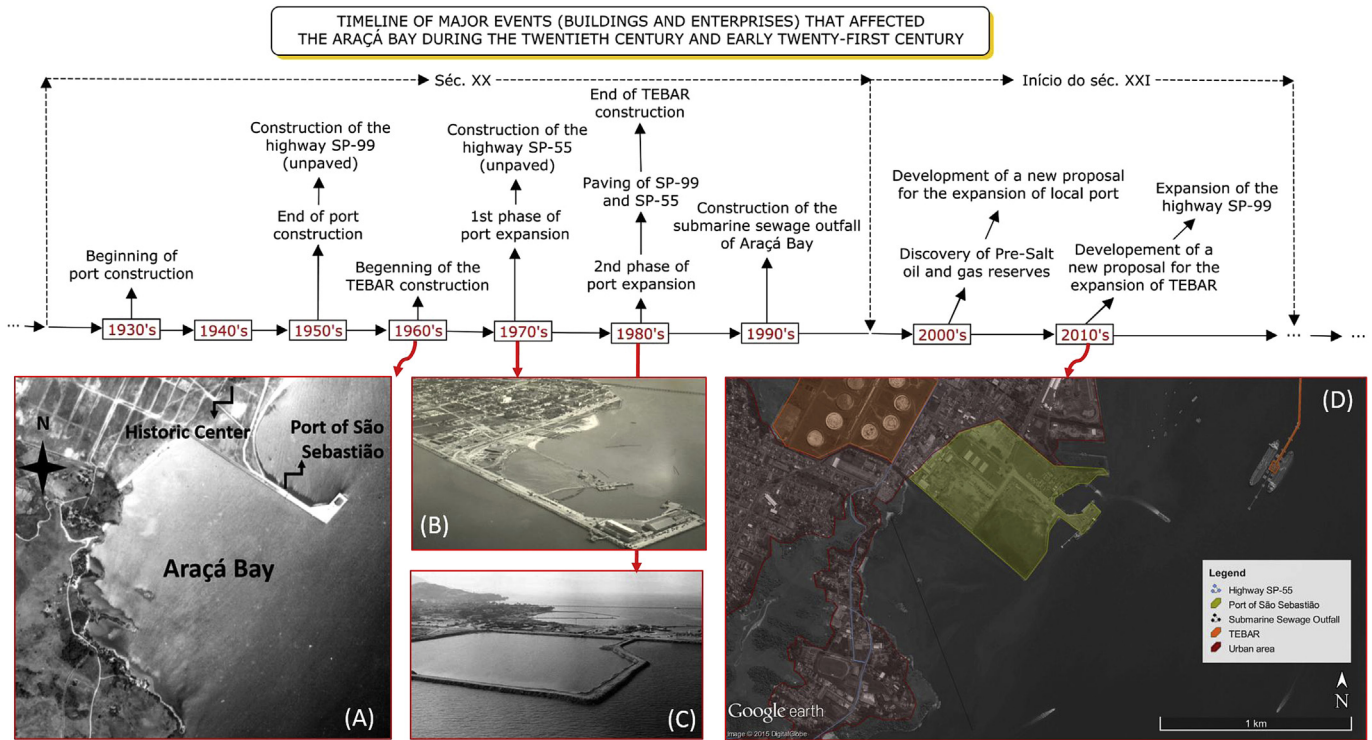 TIMELINE OF MAJOR EVENTS (BUILDINGS AND ENTERPRISES) THAT AFFECTED
THE ARAÇÁ BAY DURING THE TWENTIETH CENTURY AND EARLY TWENTY-FIRST CENTURY
Séc. XX
Início do séc. XXI
Beginning of
port construction
Construction of the
highway SP-99
(unpaved)
End of port
construction
Begenning of the
TEBAR construction
Construction of the
highway SP-55
(unpaved)
1st phase of
port expansion
End of TEBAR
construction
Paving of SP-99
and SP-55
2nd phase of
port expansion
Construction of the
submarine sewage outfall
of Araçá Bay
Development of a new proposal
for the expansion of local port
Discovery of Pre-Salt
oil and gas reserves
Expansion of the
highway SP-99
Developement of a
new proposal for the
expansion of TEBAR
...
1930's
1940's
1950's
1960's
1970's
1980's
1990's
2000's
2010's
...
...
N
Historic Center
Port of São
Sebastião
Araçá Bay
(A)
(B)
(C)
(D)
Legend
Highway SP-55
Port of São Sebastião
Submarine Sewage Outfall
TEBAR
Urban area
N
1 km
Google earth
Image © 2015 DigitalGlobe